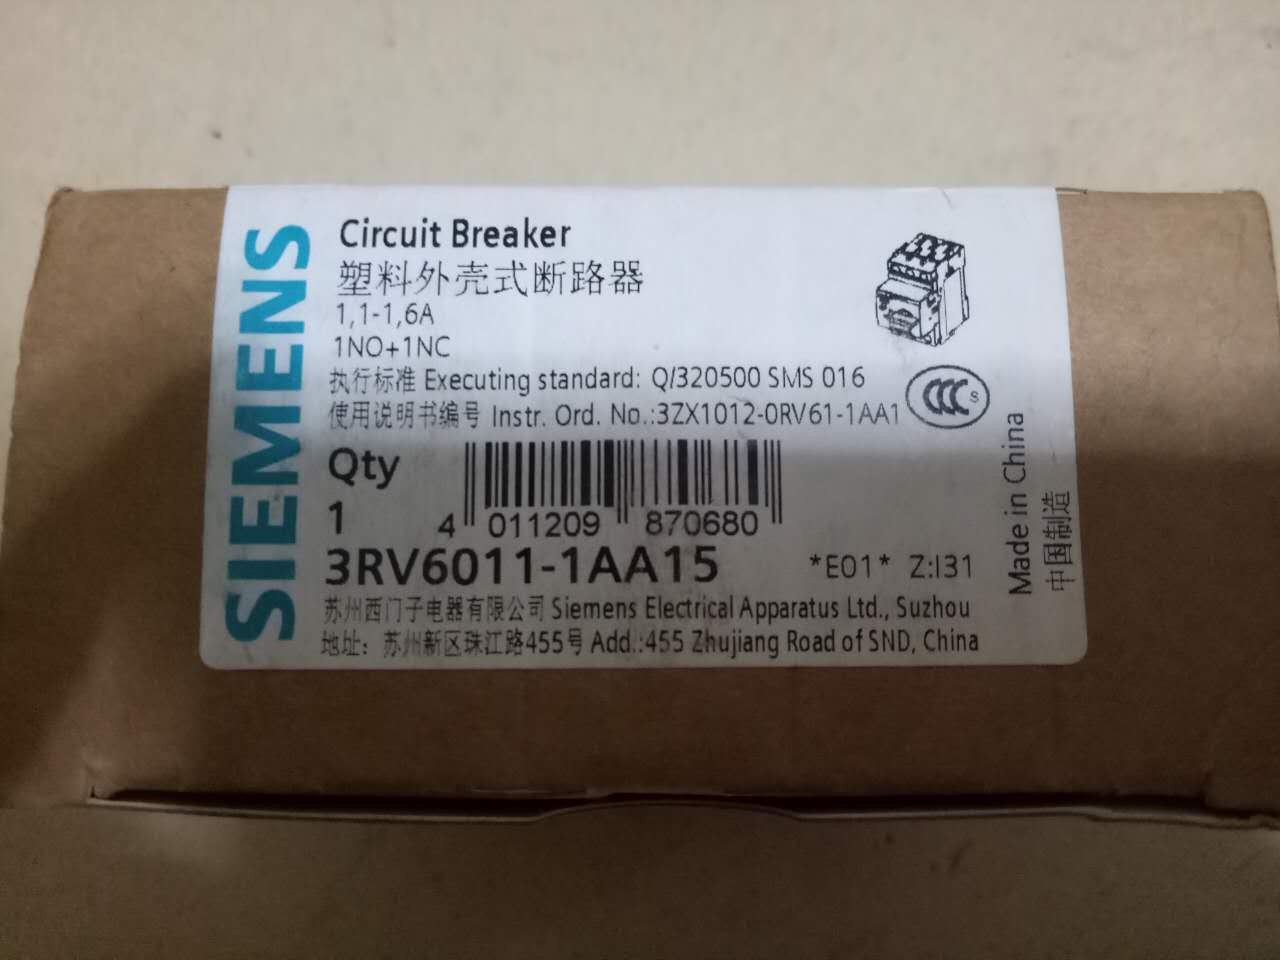 SIEMENS
Circuit Breaker
塑料外壳式断路器
1,1-1,6A
1NO+1NC
执行标准 Executing standard: Q/320500 SMS 016
使用说明书编号 Instr. Ord. No.:3ZX1012-0RV61-1AA1
CCC S
Qty
1
4 011209 870680
3RV6011-1AA15
*E01* Z:I31
苏州西门子电器有限公司 Siemens Electrical Apparatus Ltd., Suzhou
地址：苏州新区珠江路455号 Add.:455 Zhujiang Road of SND, China
Made in China
中国制造